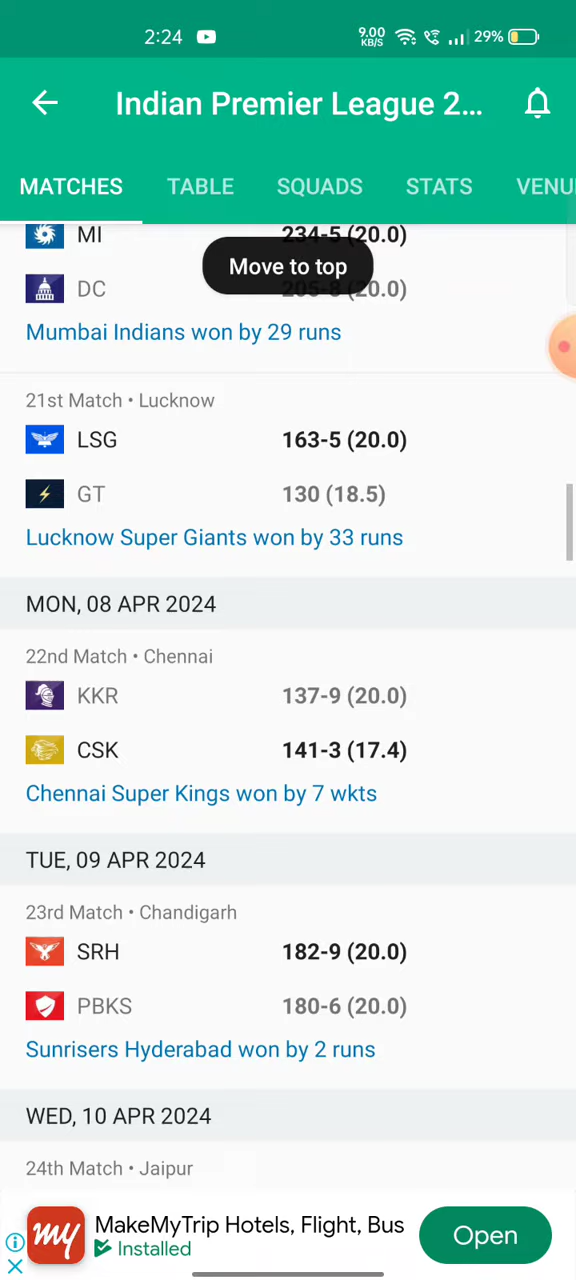 2:24
9.00 KB/S
29%
Indian Premier League 2...
MATCHES TABLE SQUADS STATS VENU
MI 234-5 (20.0)
Move to top
DC 205-8 (20.0)
Mumbai Indians won by 29 runs
21st Match • Lucknow
LSG 163-5 (20.0)
GT 130 (18.5)
Lucknow Super Giants won by 33 runs
MON, 08 APR 2024
22nd Match • Chennai
KKR 137-9 (20.0)
CSK 141-3 (17.4)
Chennai Super Kings won by 7 wkts
TUE, 09 APR 2024
23rd Match • Chandigarh
SRH 182-9 (20.0)
PBKS 180-6 (20.0)
Sunrisers Hyderabad won by 2 runs
WED, 10 APR 2024
24th Match • Jaipur
my
MakeMyTrip Hotels, Flight, Bus
Installed
Open